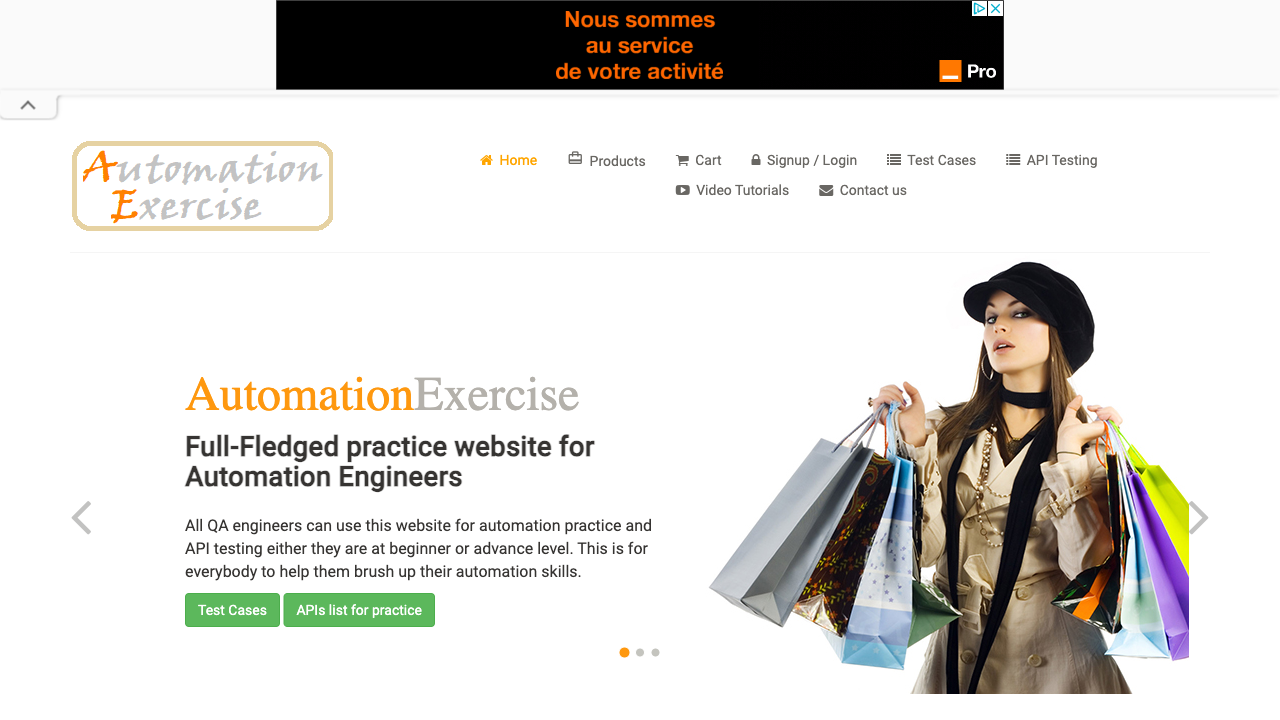 Nous sommes
au service
de votre activité
Pro
Automation
Exercise
Home Products Cart Signup / Login Test Cases API Testing
Video Tutorials Contact us
AutomationExercise
Full-Fledged practice website for
Automation Engineers
All QA engineers can use this website for automation practice and
API testing either they are at beginner or advance level. This is for
everybody to help them brush up their automation skills.
Test Cases APIs list for practice